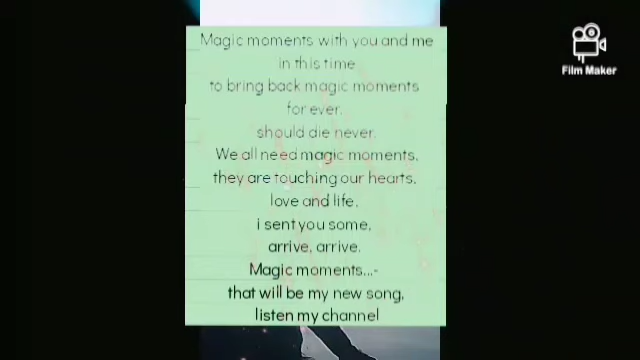 Magic moments with you and me
in this time
to bring back magic moments
for ever.
should die never.
We all need magic moments,
they are touching our hearts,
love and life,
i sent you some,
arrive, arrive.
Magic moments...-
that will be my new song,
listen my channel
Film Maker